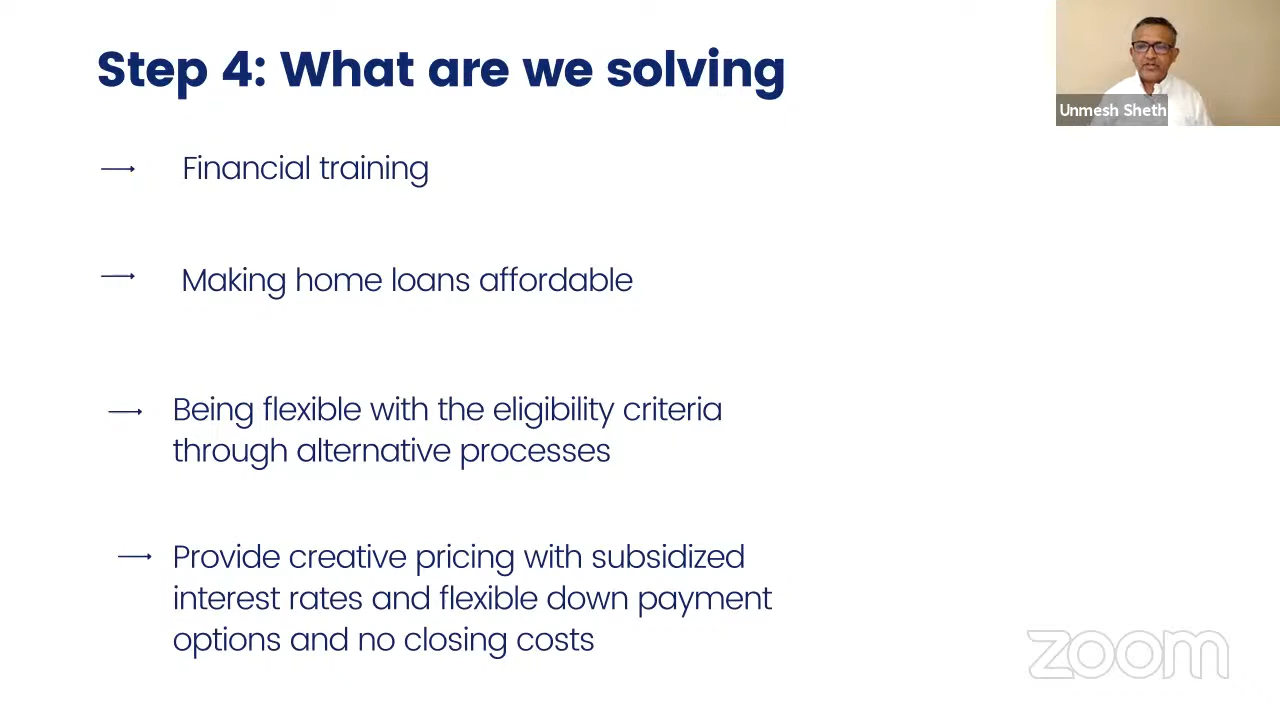 Step 4: What are we solving
Unmesh Sheth
Financial training
Making home loans affordable
Being flexible with the eligibility criteria
through alternative processes
Provide creative pricing with subsidized
interest rates and flexible down payment
options and no closing costs
zoom